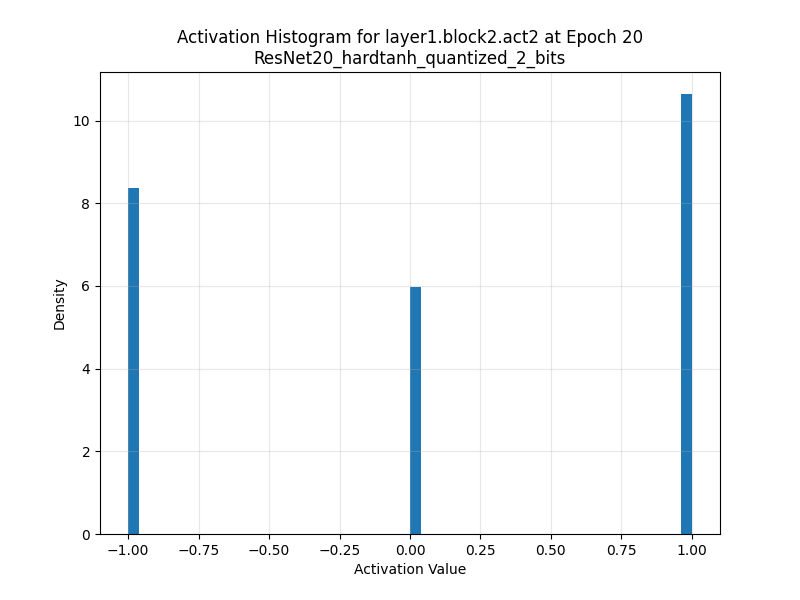 Activation Histogram for layer1.block2.act2 at Epoch 20
ResNet20_hardtanh_quantized_2_bits
10
8
6
4
2
0
Density
−1.00 −0.75 −0.50 −0.25 0.00 0.25 0.50 0.75 1.00
Activation Value